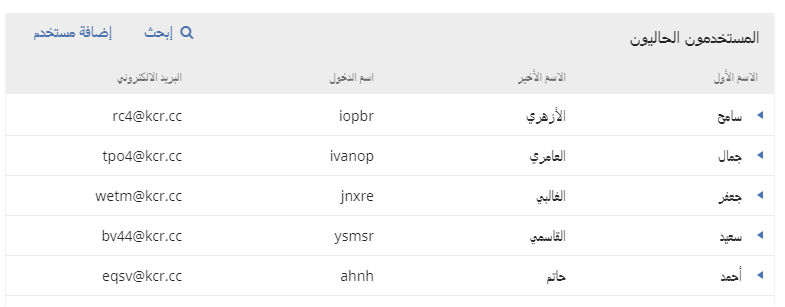 المستخدمون الحاليون إبحث إضافة مستخدم
الاسم الأول الاسم الأخير اسم الدخول البريد الالكتروني
سامح الأزهري iopbr rc4@kcr.cc
جمال العامري ivanop tpo4@kcr.cc
جعفر الغالبي jnxre wetm@kcr.cc
سعيد القاسمي ysmsr bv44@kcr.cc
أحمد حاتم ahnh eqsv@kcr.cc